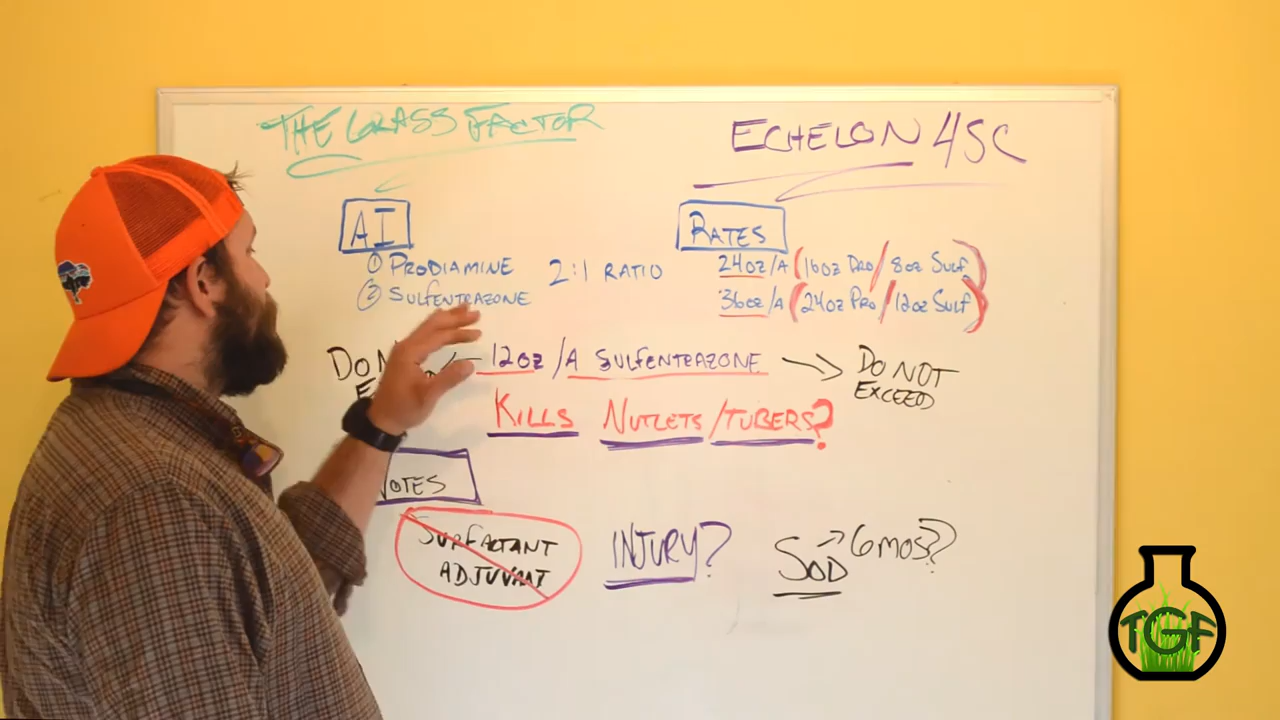 THE GRASS FACTOR
ECHELON 4SC
AI
① PRODIAMINE
② SULFENTRAZONE
2:1 RATIO
RATES
24oz/A (16oz Pro/8oz Sulf)
36oz/A (24oz Pro/12oz Sulf)
DO N
E
12oz/A SULFENTRAZONE
DO NOT
EXCEED
KILLS NUTLETS/TUBERS?
NOTES
SURFACTANT
ADJUVANT
INJURY?
SOD → 6mos??
TGF